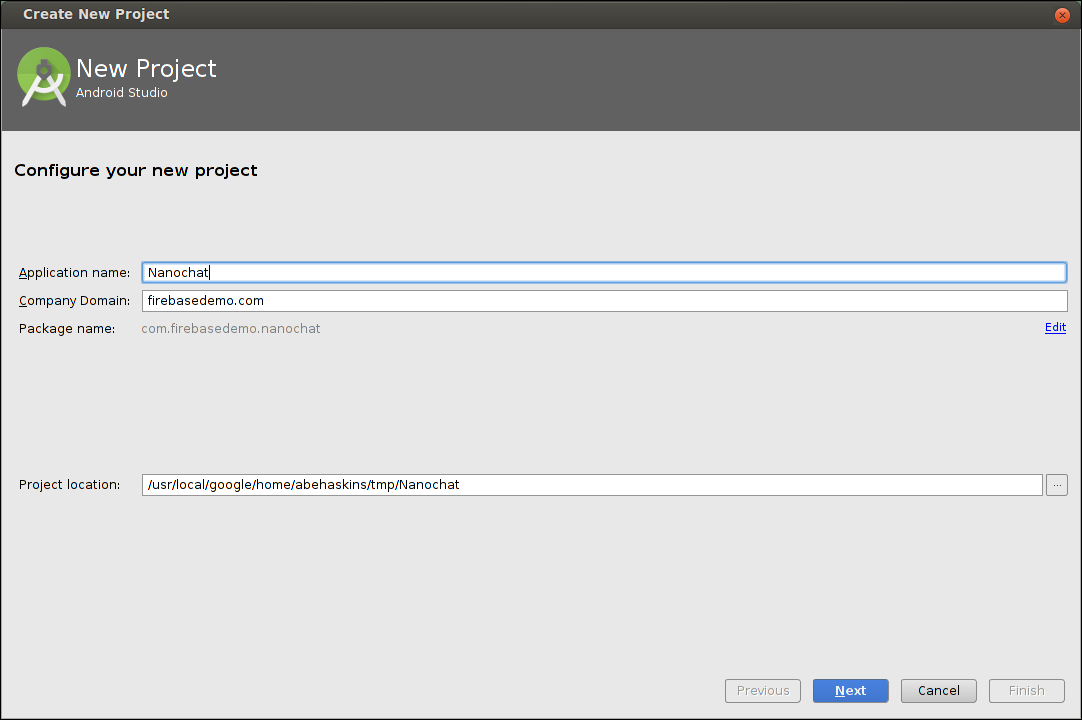 Create New Project
New Project
Android Studio
Configure your new project
Application name: Nanochat
Company Domain: firebasedemo.com
Package name: com.firebasedemo.nanochat Edit
Project location: /usr/local/google/home/abehaskins/tmp/Nanochat ...
Previous Next Cancel Finish